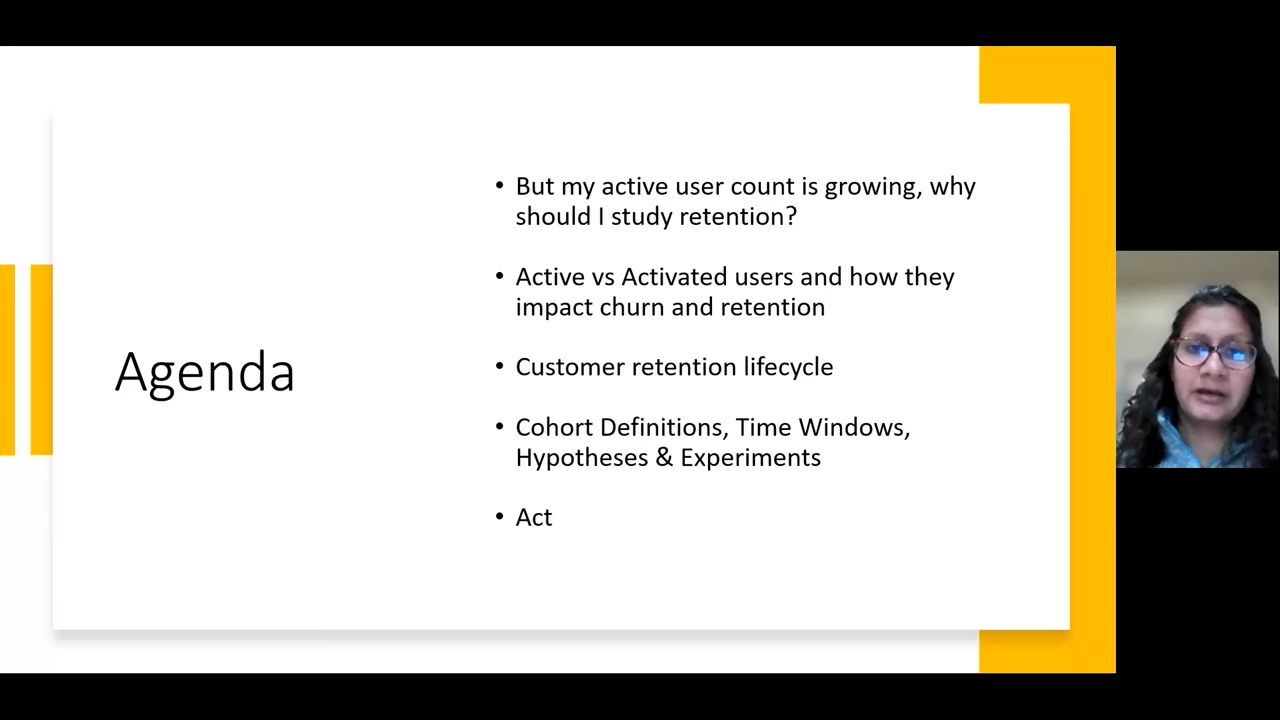 Agenda
• But my active user count is growing, why
should I study retention?
• Active vs Activated users and how they
impact churn and retention
• Customer retention lifecycle
• Cohort Definitions, Time Windows,
Hypotheses & Experiments
• Act